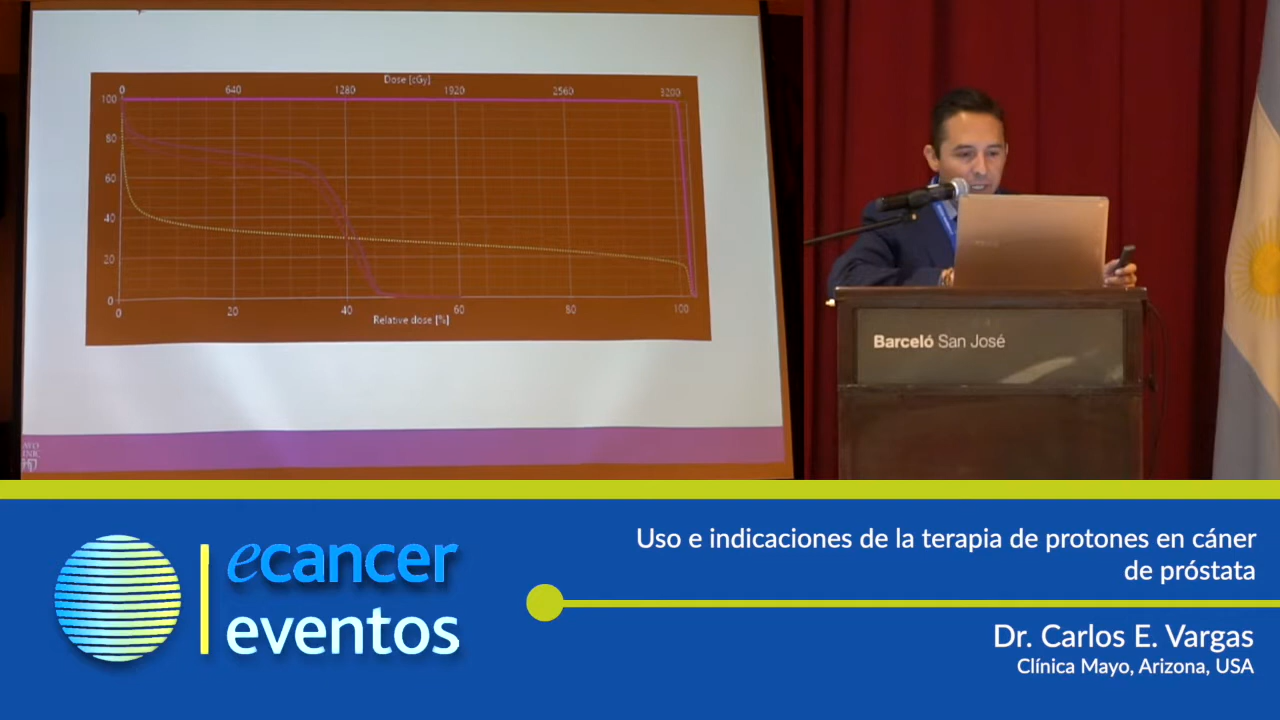 Dose [cGy]
0 640 1280 1920 2560 3200
100
80
60
40
20
0
0 20 40 60 80 100
Relative dose [%]
Barceló San José
ecancer
eventos
Uso e indicaciones de la terapia de protones en cáner
de próstata
Dr. Carlos E. Vargas
Clínica Mayo, Arizona, USA